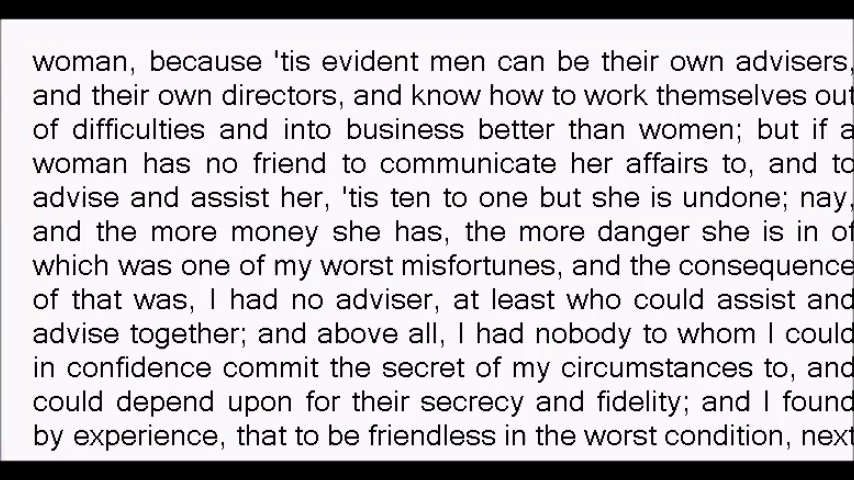 woman, because 'tis evident men can be their own advisers,
and their own directors, and know how to work themselves out
of difficulties and into business better than women; but if a
woman has no friend to communicate her affairs to, and to
advise and assist her, 'tis ten to one but she is undone; nay,
and the more money she has, the more danger she is in of
which was one of my worst misfortunes, and the consequence
of that was, I had no adviser, at least who could assist and
advise together; and above all, I had nobody to whom I could
in confidence commit the secret of my circumstances to, and
could depend upon for their secrecy and fidelity; and I found
by experience, that to be friendless in the worst condition, next